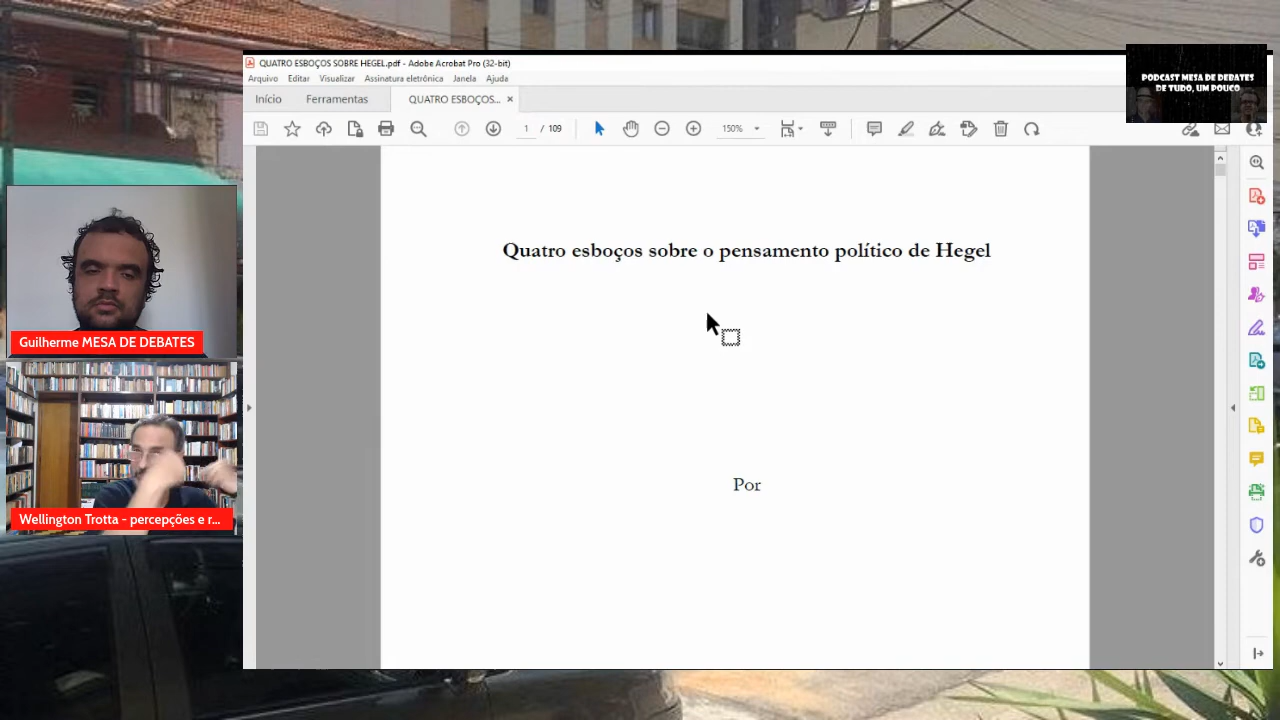 QUATRO ESBOÇOS SOBRE HEGEL.pdf - Adobe Acrobat Pro (32-bit)
Arquivo Editar Visualizar Assinatura eletrônica Janela Ajuda
Início Ferramentas QUATRO ESBOÇOS... ×
1 / 109 150%
PODCAST MESA DE DEBATES
DE TUDO, UM POUCO
Quatro esboços sobre o pensamento político de Hegel
Por
Guilherme MESA DE DEBATES
Wellington Trotta - percepções e r...